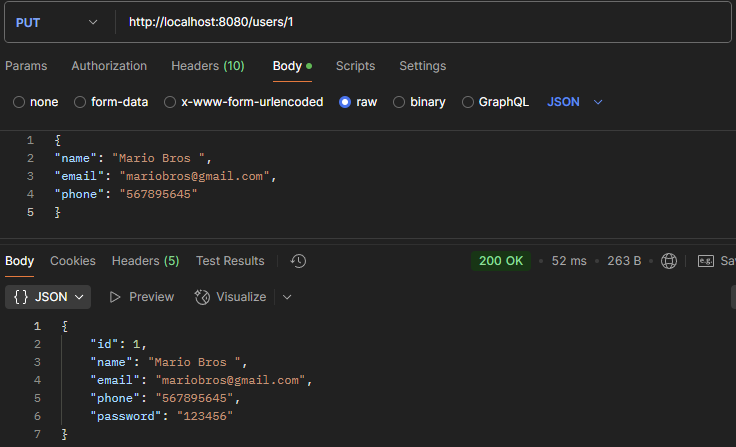 PUT http://localhost:8080/users/1
Params Authorization Headers (10) Body Scripts Settings
none form-data x-www-form-urlencoded raw binary GraphQL JSON
1 {
2 "name": "Mario Bros ",
3 "email": "mariobros@gmail.com",
4 "phone": "567895645"
5 }
Body Cookies Headers (5) Test Results 200 OK • 52 ms • 263 B e.g. Sav
{} JSON Preview Visualize
1 {
2 "id": 1,
3 "name": "Mario Bros ",
4 "email": "mariobros@gmail.com",
5 "phone": "567895645",
6 "password": "123456"
7 }